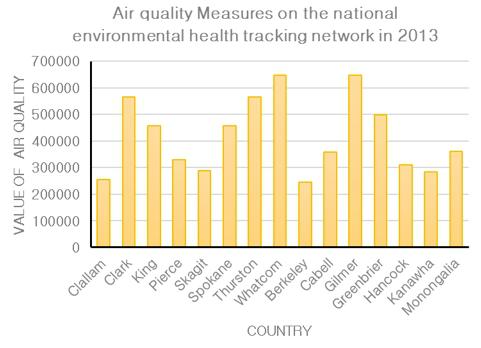 Air quality Measures on the national
environmental health tracking network in 2013
VALUE OF AIR QUALITY
700000
600000
500000
400000
300000
200000
100000
0
Clallam
Clark
King
Pierce
Skagit
Spokane
Thurston
Whatcom
Berkeley
Cabell
Gilmer
Greenbrier
Hancock
Kanawha
Monongalia
COUNTRY